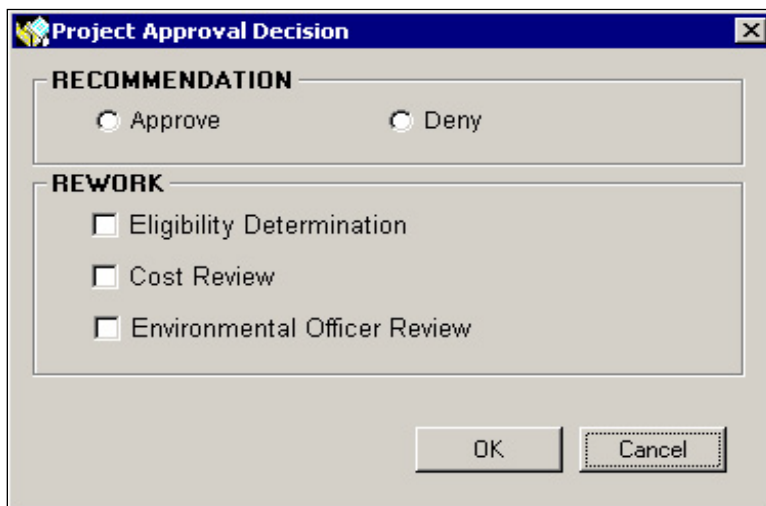 Project Approval Decision
RECOMMENDATION
Approve Deny
REWORK
Eligibility Determination
Cost Review
Environmental Officer Review
OK Cancel